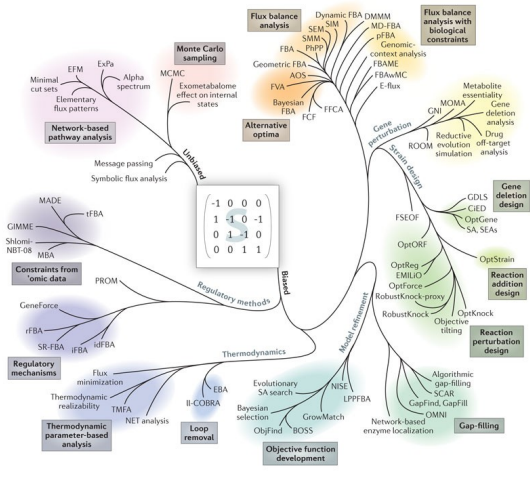 Flux balance
analysis
Flux balance
analysis with
biological
constraints
Dynamic FBA
DMMM
SIM
SEM
MD-FBA
SMM
pFBA
PhPP
Genomic-
context analysis
FBA
FBAME
Geometric FBA
FBAwMC
AOS
E-flux
FVA
Bayesian
FBA
FCF
FFCA
Alternative
optima
Monte Carlo
sampling
MCMC
Exometabalome
effect on internal
states
EFM
ExPa
Minimal
cut sets
Alpha
spectrum
Elementary
flux patterns
Network-based
pathway analysis
Message passing
Symbolic flux analysis
Unbiased
Gene
perturbation
Metabolite
essentiality
MOMA
Gene
deletion
analysis
GNI
ROOM
Reductive
evolution
simulation
Drug
off-target
analysis
Strain design
Gene
deletion
design
GDLS
CiED
OptGene
SA, SEAs
FSEOF
OptORF
OptStrain
OptReg
EMILiO
Reaction
addition
design
OptForce
RobustKnock-proxy
RobustKnock
OptKnock
Objective
tilting
Reaction
perturbation
design
S
-1 0 0 0
1 -1 0 -1
0 1 -1 0
0 0 1 1
Biased
MADE
tFBA
GIMME
Shlomi-
NBT-08
MBA
Constraints from
'omic data
PROM
Regulatory methods
GeneForce
rFBA
SR-FBA
iFBA
idFBA
Regulatory
mechanisms
Thermodynamics
Flux
minimization
Thermodynamic
realizability
TMFA
NET analysis
Thermodynamic
parameter-based
analysis
EBA
ll-COBRA
Loop
removal
Model refinement
Evolutionary
SA search
NISE
LPPFBA
Bayesian
selection
GrowMatch
ObjFind
BOSS
Objective function
development
Algorithmic
gap-filling
SCAR
GapFind, GapFill
OMNI
Network-based
enzyme localization
Gap-filling